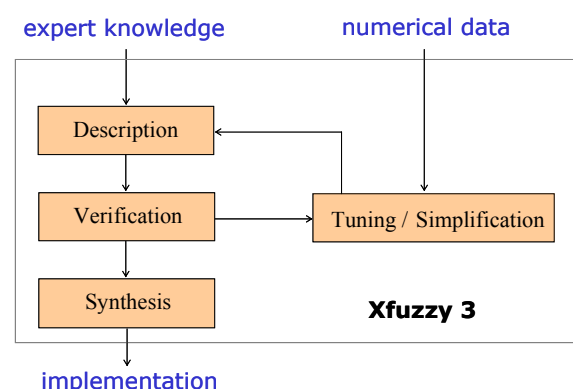 expert knowledge
numerical data
Description
Verification
Tuning / Simplification
Synthesis
Xfuzzy 3
implementation